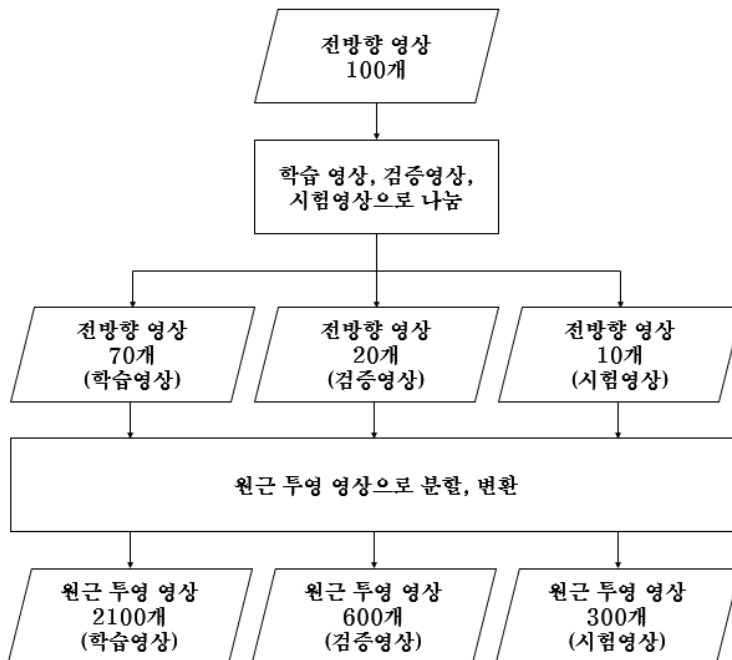 전방향 영상
100개
학습 영상, 검증영상,
시험영상으로 나눔
전방향 영상
70개
(학습영상)
전방향 영상
20개
(검증영상)
전방향 영상
10개
(시험영상)
원근 투영 영상으로 분할, 변환
원근 투영 영상
2100개
(학습영상)
원근 투영 영상
600개
(검증영상)
원근 투영 영상
300개
(시험영상)